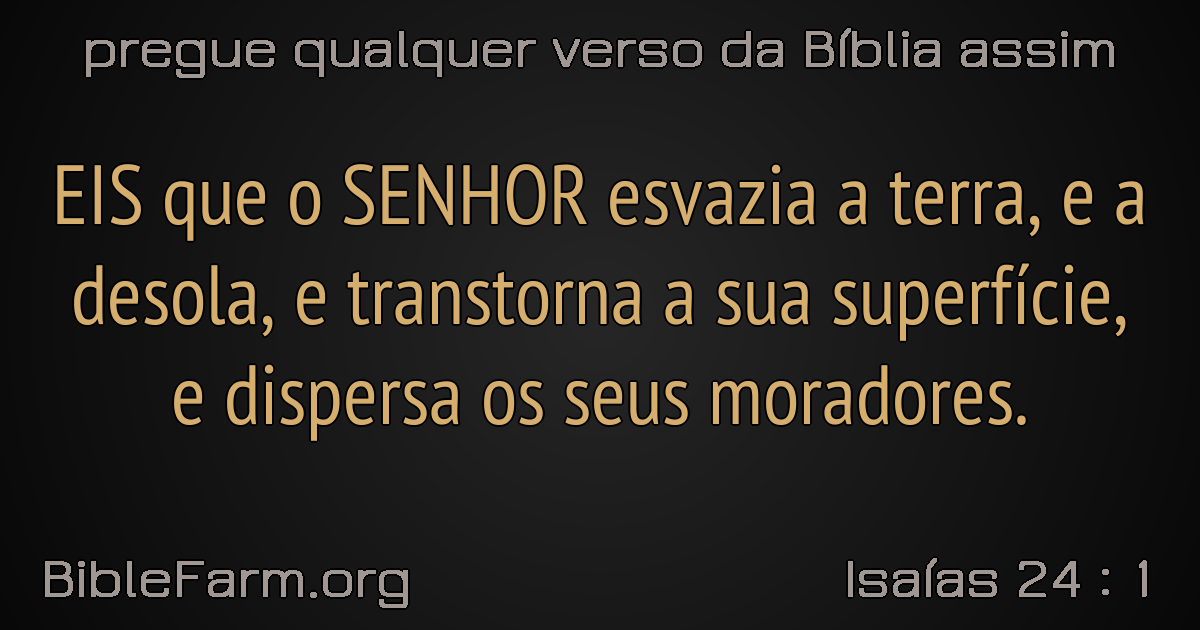 pregue qualquer verso da Bíblia assim
EIS que o SENHOR esvazia a terra, e a
desola, e transtorna a sua superfície,
e dispersa os seus moradores.
BibleFarm.org
Isaías 24 : 1